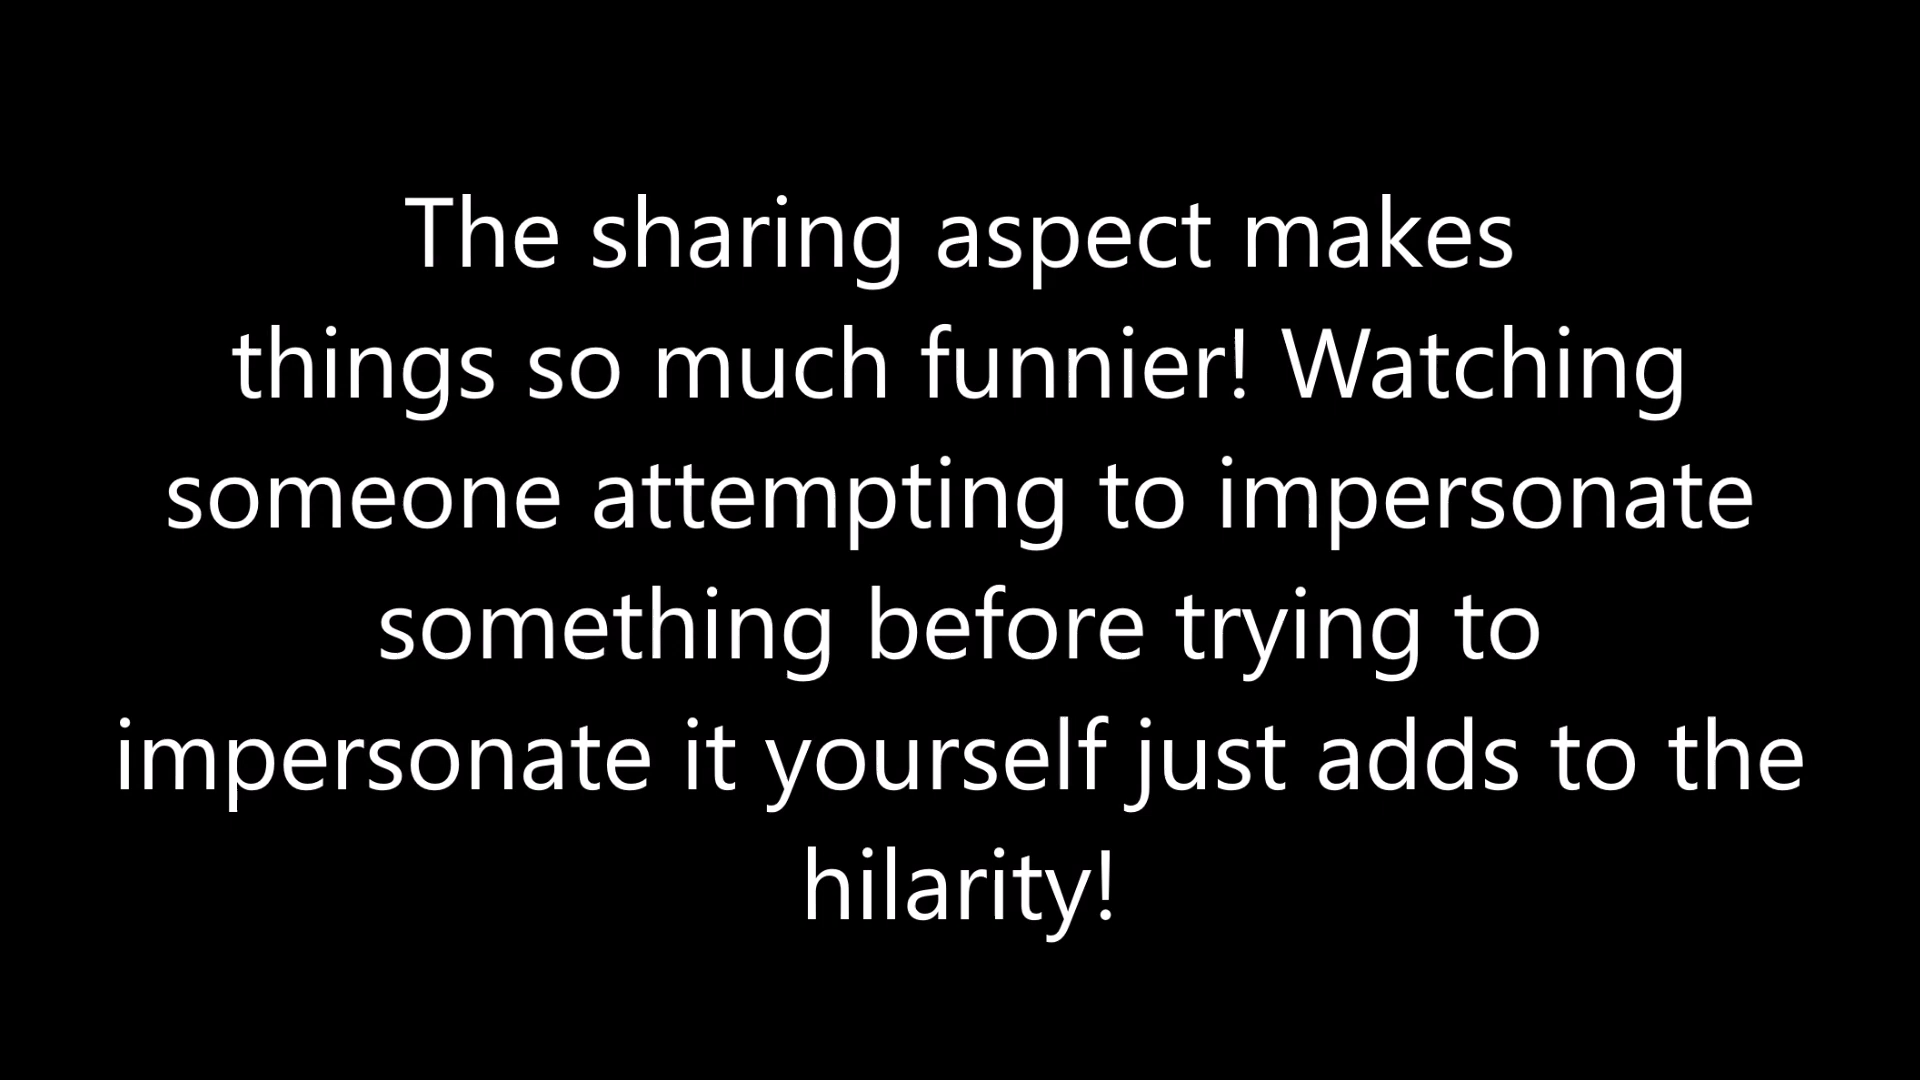 The sharing aspect makes
things so much funnier! Watching
someone attempting to impersonate
something before trying to
impersonate it yourself just adds to the
hilarity!